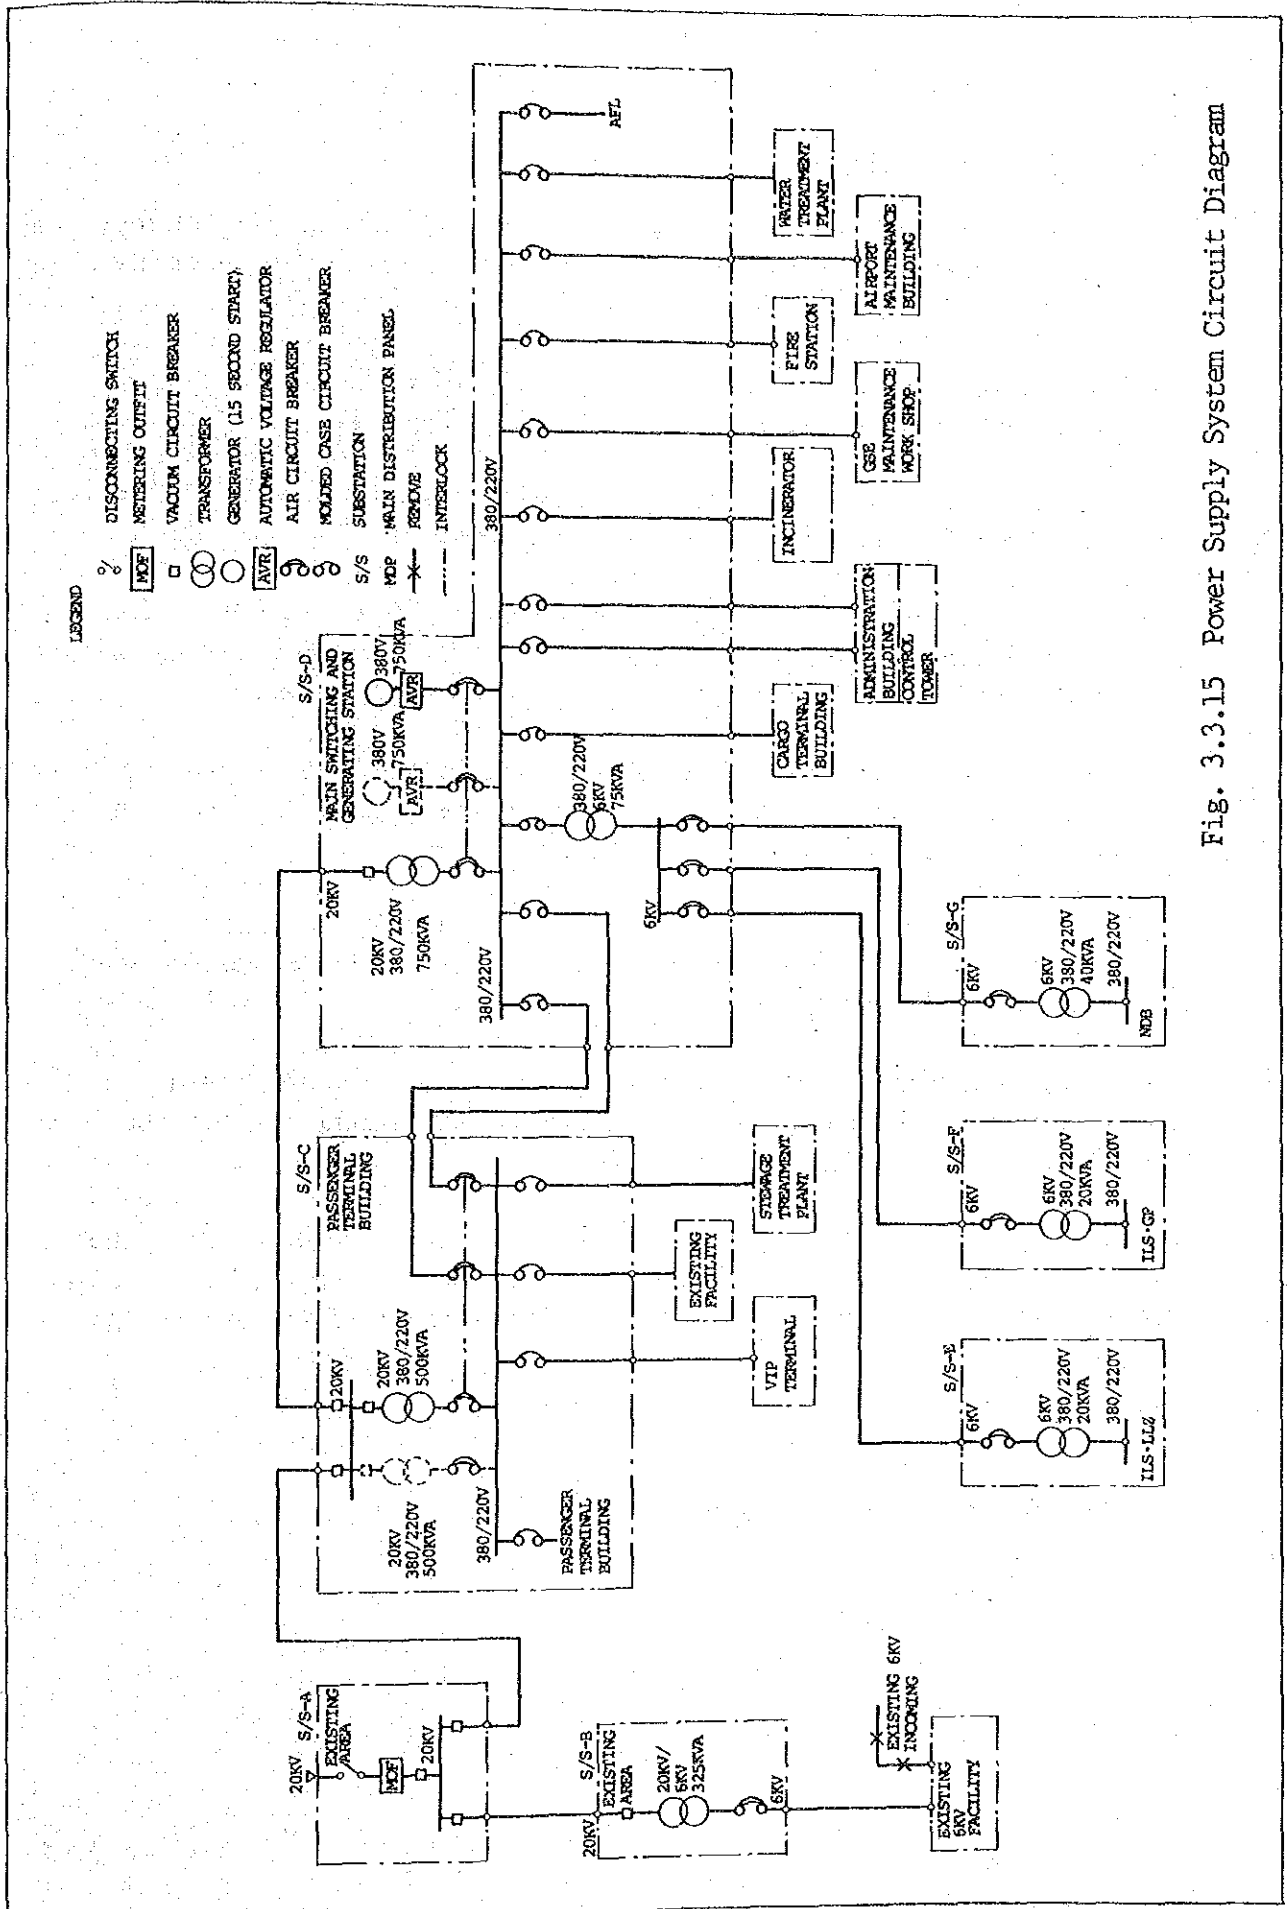 LEGEND
DISCONNECTING SWITCH
MOF METERING OUTFIT
VACUUM CIRCUIT BREAKER
TRANSFORMER
GENERATOR (15 SECOND START)
AVR AUTOMATIC VOLTAGE REGULATOR
AIR CIRCUIT BREAKER
MOLDED CASE CIRCUIT BREAKER
S/S SUBSTATION
MDP MAIN DISTRIBUTION PANEL
REMOVE
INTERLOCK
20KV
S/S-A
EXISTING
AREA
MOF
20KV
S/S-B
20KV
EXISTING
AREA
20KV/
6KV
325KVA
6KV
EXISTING
6KV
FACILITY
EXISTING 6KV
INCOMING
S/S-C
PASSENGER
TERMINAL
BUILDING
20KV
20KV
380/220V
500KVA
20KV
380/220V
500KVA
380/220V
PASSENGER
TERMINAL
BUILDING
VIP
TERMINAL
EXISTING
FACILITY
STEWAGE
TREATMENT
PLANT
S/S-D
MAIN SWITCHING AND
GENERATING STATION
20KV
20KV
380/220V
750KVA
380V
750KVA
AVR
380V
750KVA
AVR
380/220V
380/220V
380/220V
6KV
75KVA
6KV
CARGO
TERMINAL
BUILDING
ADMINISTRATION
BUILDING
CONTROL
TOWER
INCINERATOR
GSE
MAINTENANCE
WORK SHOP
FIRE
STATION
AIRPORT
MAINTENANCE
BUILDING
WATER
TREATMENT
PLANT
AFL
S/S-E
6KV
6KV
380/220V
20KVA
380/220V
ILS·LLZ
S/S-F
6KV
6KV
380/220V
20KVA
380/220V
ILS·GP
S/S-G
6KV
6KV
380/220V
40KVA
380/220V
NDB
Fig. 3.3.15 Power Supply System Circuit Diagram